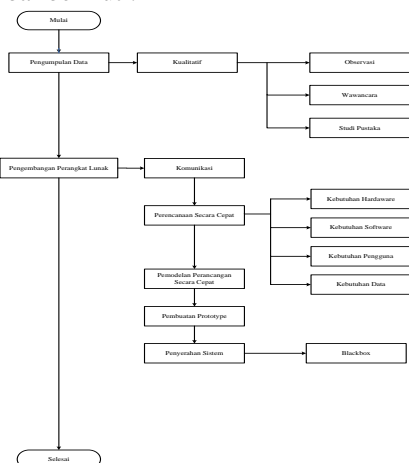 Mulai
Pengumpulan Data
Kualitatif
Observasi
Wawancara
Studi Pustaka
Pengembangan Perangkat Lunak
Komunikasi
Perencanaan Secara Cepat
Kebutuhan Hardaware
Kebutuhan Software
Kebutuhan Pengguna
Kebutuhan Data
Pemodelan Perancangan
Secara Cepat
Pembuatan Prototype
Penyerahan Sistem
Blackbox
Selesai